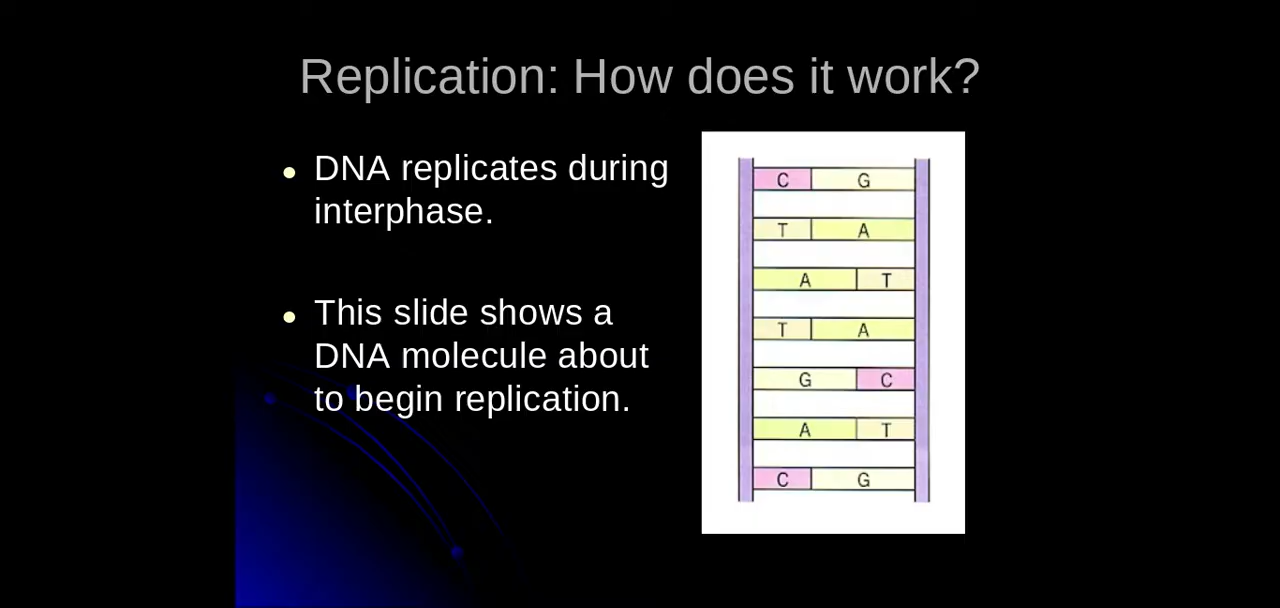 Replication: How does it work?
DNA replicates during
interphase.
This slide shows a
DNA molecule about
to begin replication.
C G
T A
A T
T A
G C
A T
C G